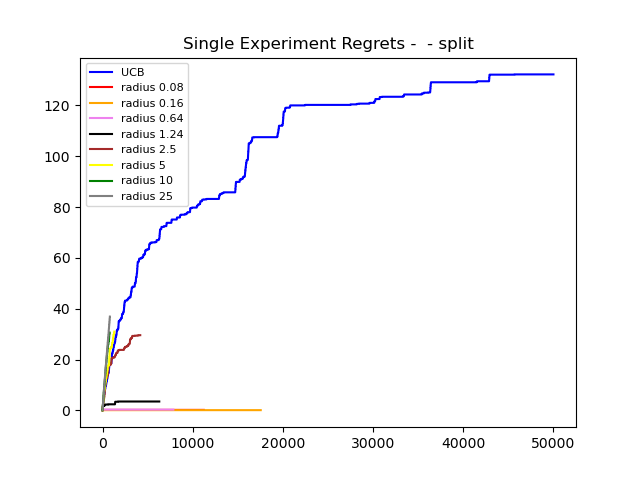 Single Experiment Regrets -  - split
UCB
radius 0.08
radius 0.16
radius 0.64
radius 1.24
radius 2.5
radius 5
radius 10
radius 25
120
100
80
60
40
20
0
0 10000 20000 30000 40000 50000